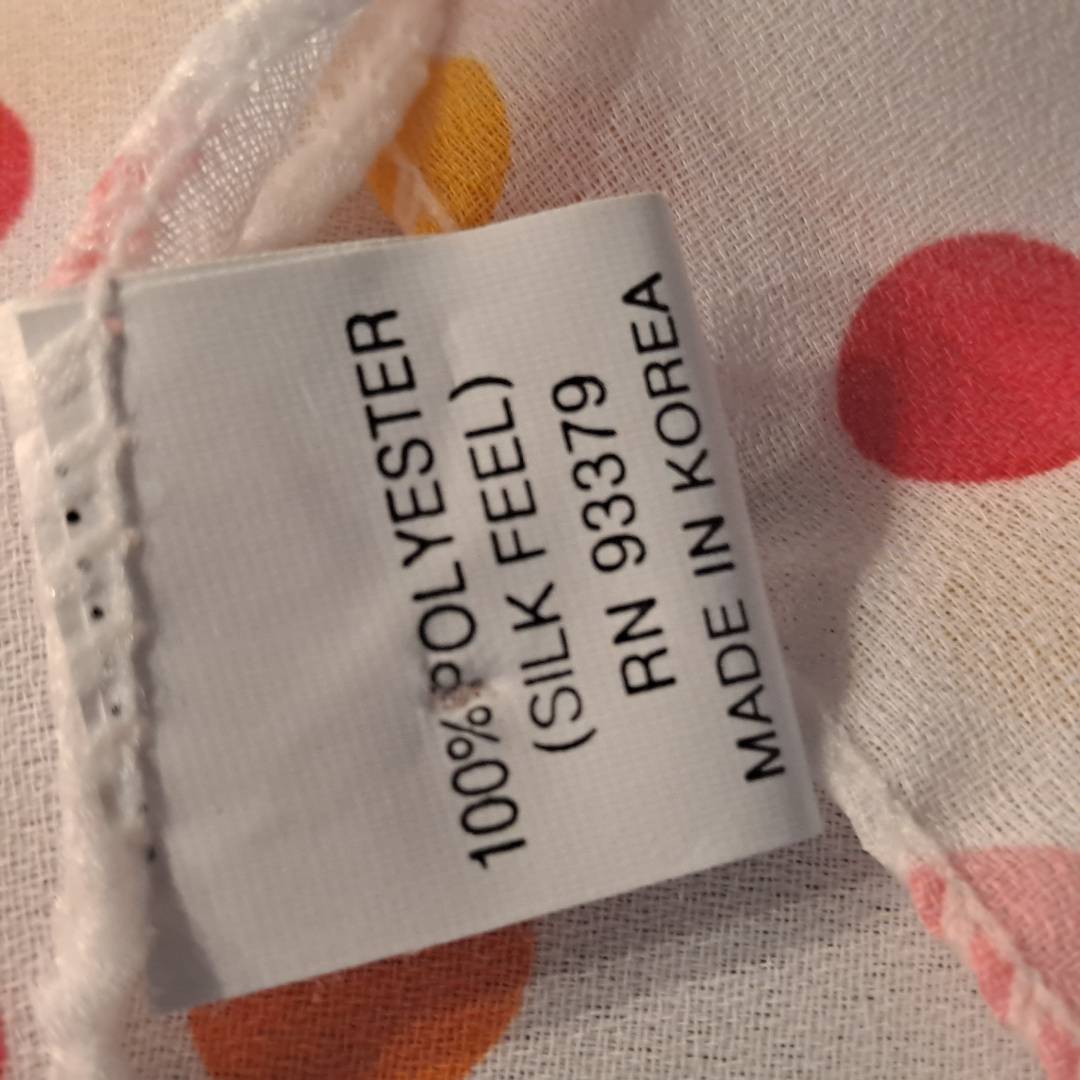 100% POLYESTER
(SILK FEEL)
RN 93379
MADE IN KOREA